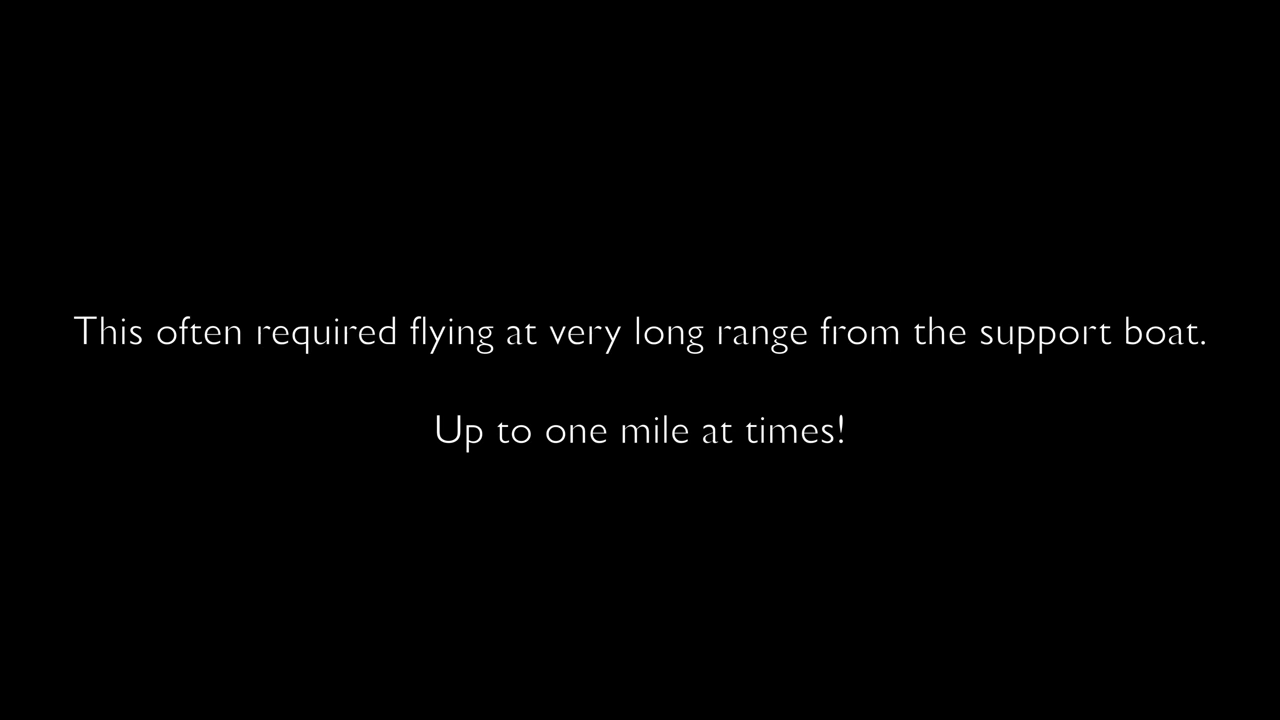 This often required flying at very long range from the support boat.
Up to one mile at times!